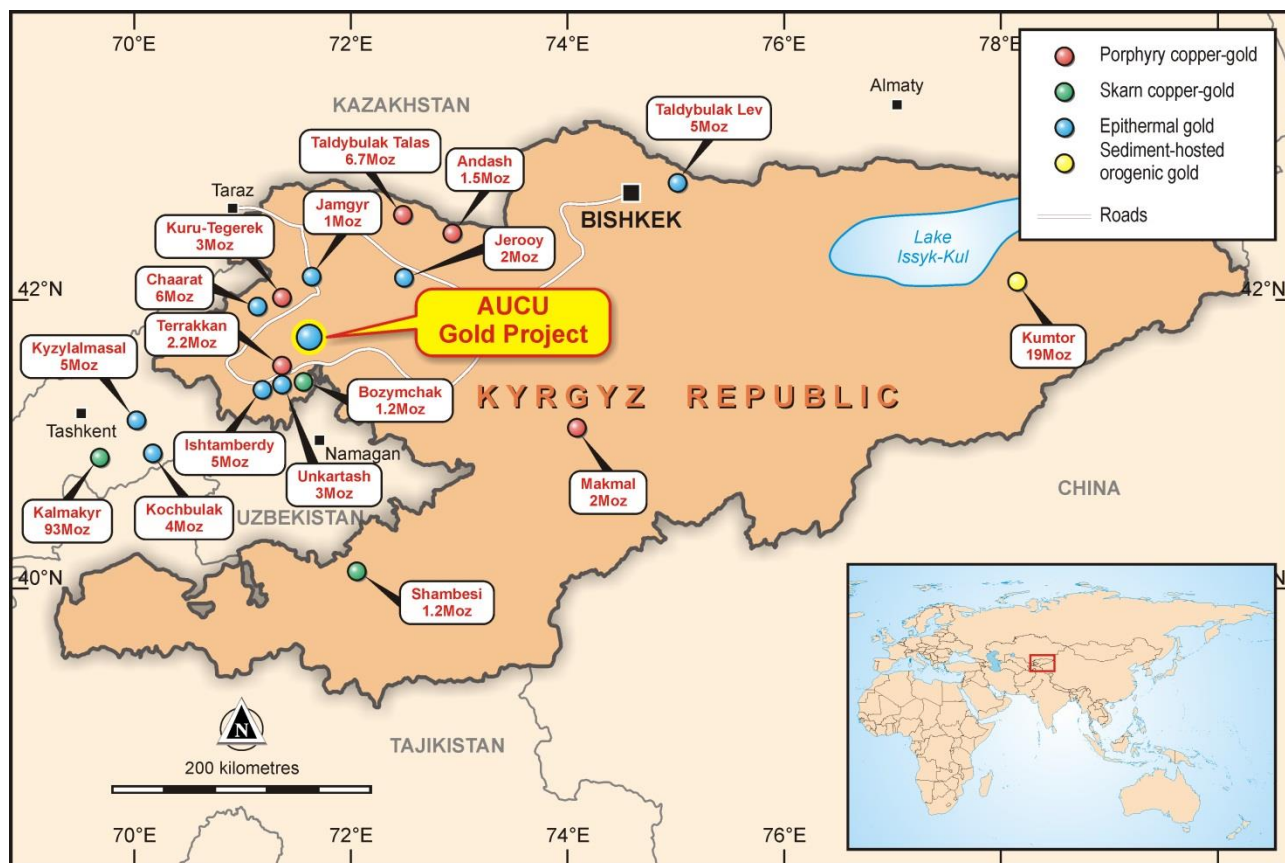 70°E
72°E
74°E
76°E
78°E
Porphyry copper-gold
Skarn copper-gold
Epithermal gold
Sediment-hosted
orogenic gold
Roads
Almaty
KAZAKHSTAN
Taldybulak Lev
5Moz
Taldybulak Talas
6.7Moz
Andash
1.5Moz
Taraz
Jamgyr
1Moz
BISHKEK
Kuru-Tegerek
3Moz
Jerooy
2Moz
Lake
Issyk-Kul
Chaarat
6Moz
42°N
42°N
AUCU
Gold Project
Terrakkan
2.2Moz
Kumtor
19Moz
Kyzylalmasal
5Moz
Bozymchak
1.2Moz
KYRGYZ REPUBLIC
Tashkent
Ishtamberdy
5Moz
Namagan
Unkartash
3Moz
Makmal
2Moz
CHINA
Kalmakyr
93Moz
Kochbulak
4Moz
UZBEKISTAN
40°N
Shambesi
1.2Moz
N
TAJIKISTAN
200 kilometres
70°E
72°E
74°E
76°E